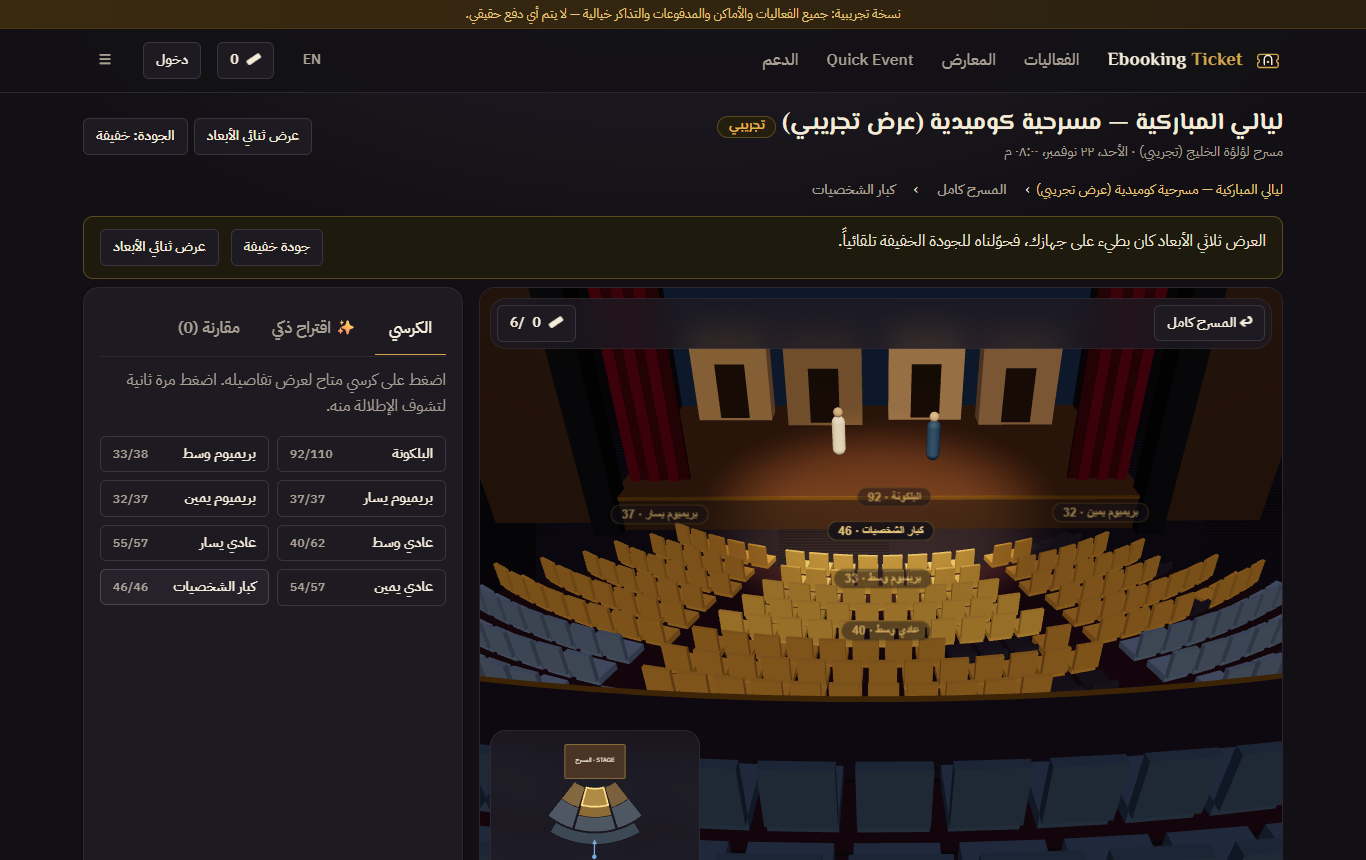 نسخة تجريبية: جميع الفعاليات والأماكن والمدفوعات والتذاكر خيالية — لا يتم أي دفع حقيقي.
Ebooking Ticket
الفعاليات
المعارض
Quick Event
الدعم
EN
0
دخول
ليالي المباركية — مسرحية كوميدية (عرض تجريبي) تجريبي
مسرح لؤلؤة الخليج (تجريبي) · الأحد، ٢٢ نوفمبر، ٠٨:٠٠ م
عرض ثنائي الأبعاد
الجودة: خفيفة
ليالي المباركية — مسرحية كوميدية (عرض تجريبي) › المسرح كامل › كبار الشخصيات
العرض ثلاثي الأبعاد كان بطيء على جهازك، فحوّلناه للجودة الخفيفة تلقائياً.
جودة خفيفة
عرض ثنائي الأبعاد
المسرح كامل
0 /6
البلكونة · 92
بريميوم يسار · 37
بريميوم يمين · 32
كبار الشخصيات · 46
بريميوم وسط · 33
عادي وسط · 40
المسرح · STAGE
الكرسي
اقتراح ذكي
مقارنة (0)
اضغط على كرسي متاح لعرض تفاصيله. اضغط مرة ثانية
لتشوف الإطلالة منه.
البلكونة 92/110
بريميوم وسط 33/38
بريميوم يسار 37/37
بريميوم يمين 32/37
عادي وسط 40/62
عادي يسار 55/57
عادي يمين 54/57
كبار الشخصيات 46/46